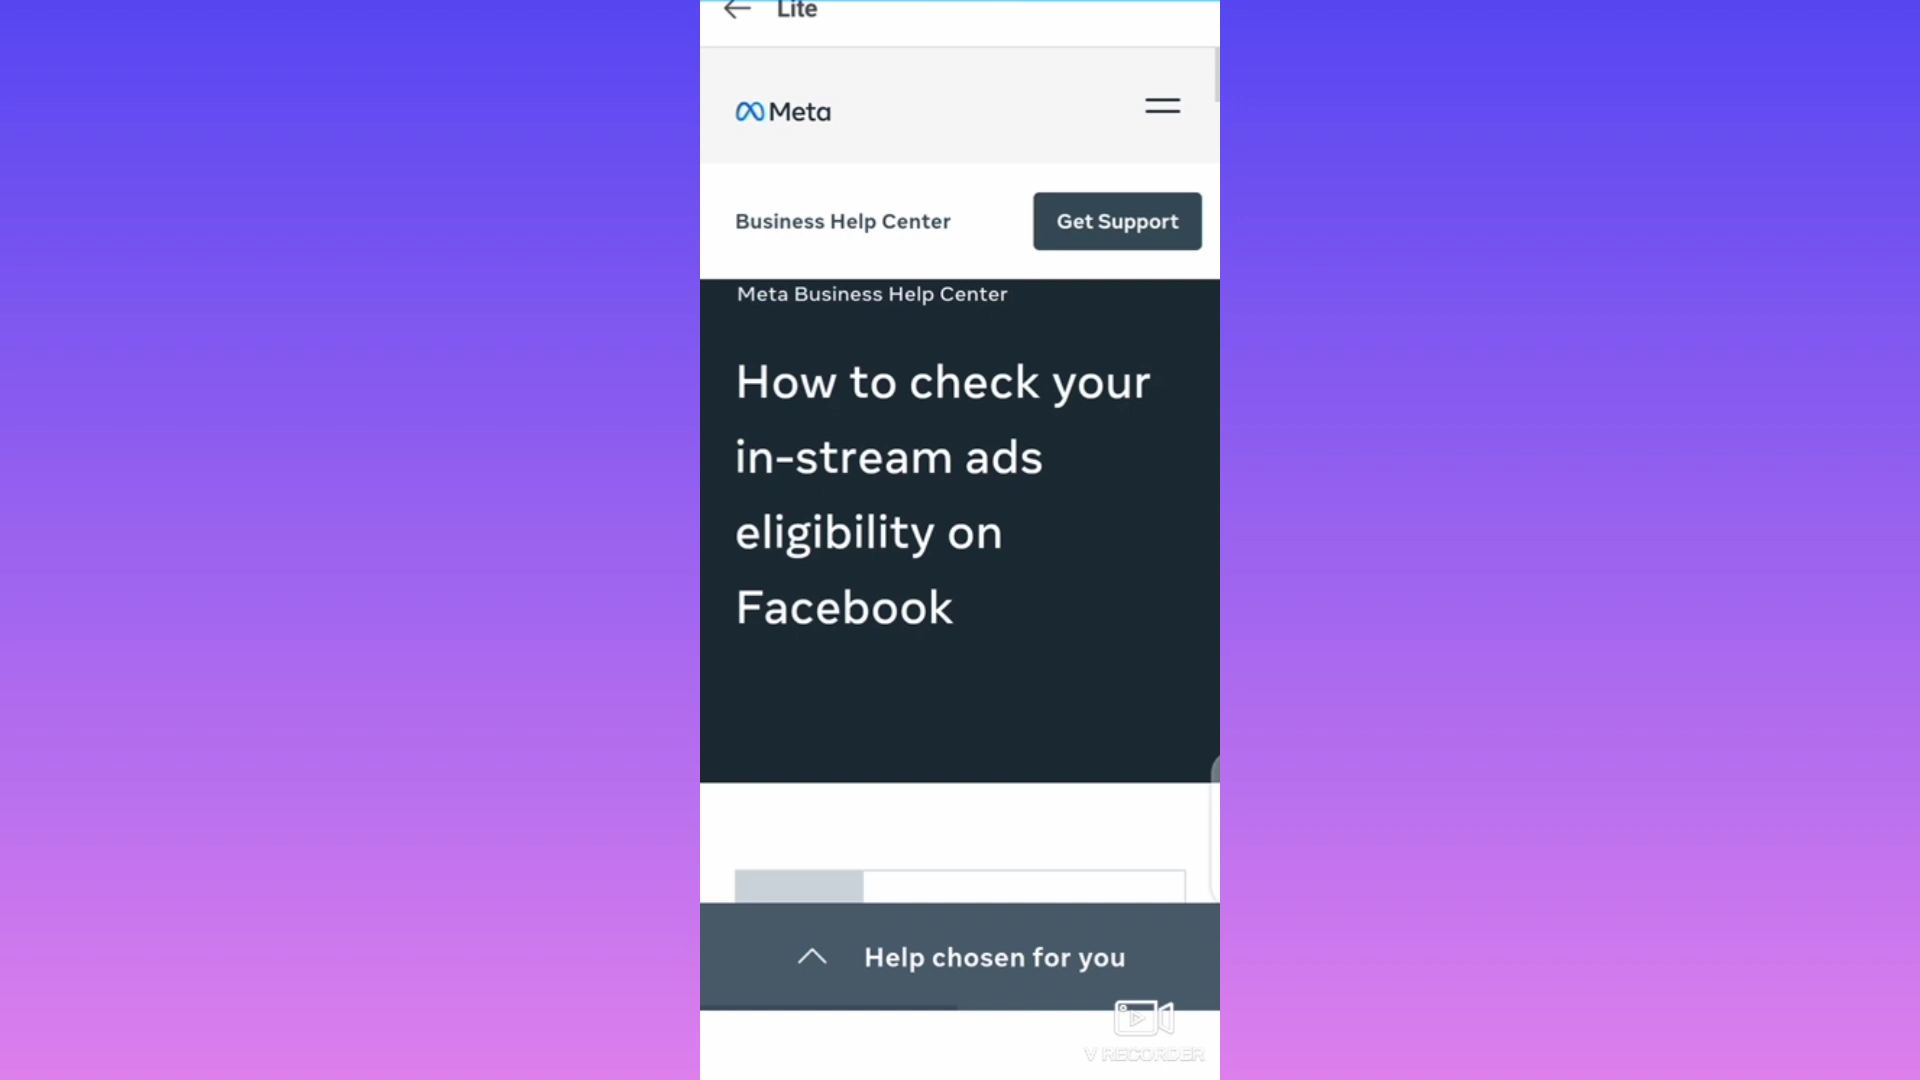 Lite
Meta
Business Help Center
Get Support
Meta Business Help Center
How to check your
in-stream ads
eligibility on
Facebook
Help chosen for you
V RECORDER